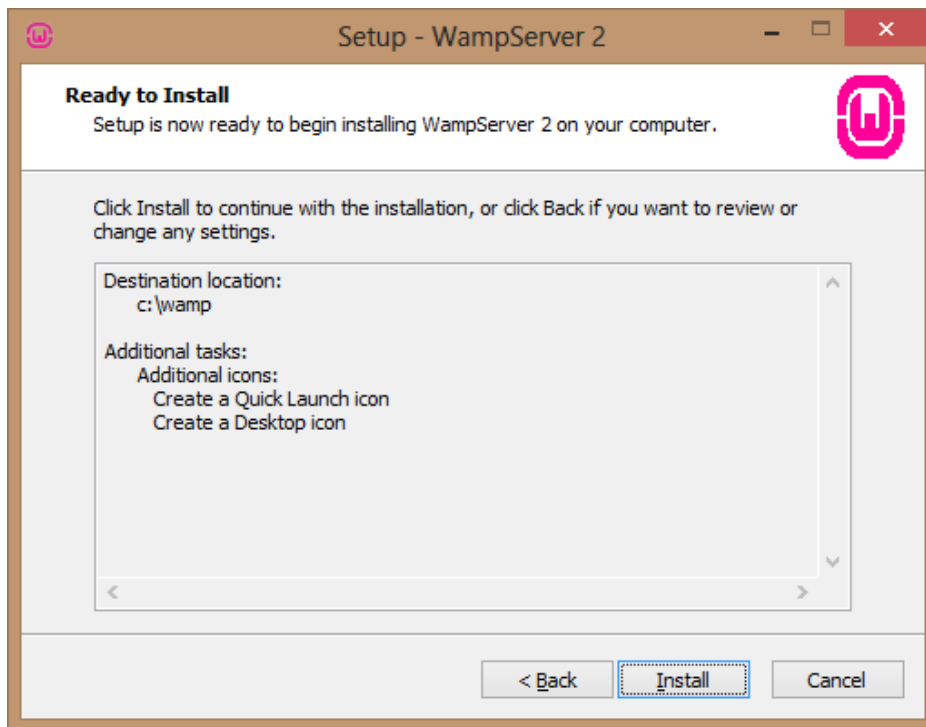 Setup - WampServer 2
Ready to Install
Setup is now ready to begin installing WampServer 2 on your computer.
Click Install to continue with the installation, or click Back if you want to review or
change any settings.
Destination location:
c:\wamp
Additional tasks:
Additional icons:
Create a Quick Launch icon
Create a Desktop icon
< Back
Install
Cancel